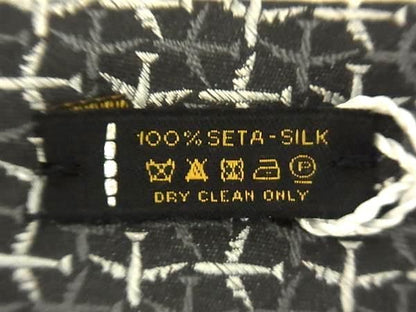 100% SETA-SILK
P
DRY CLEAN ONLY